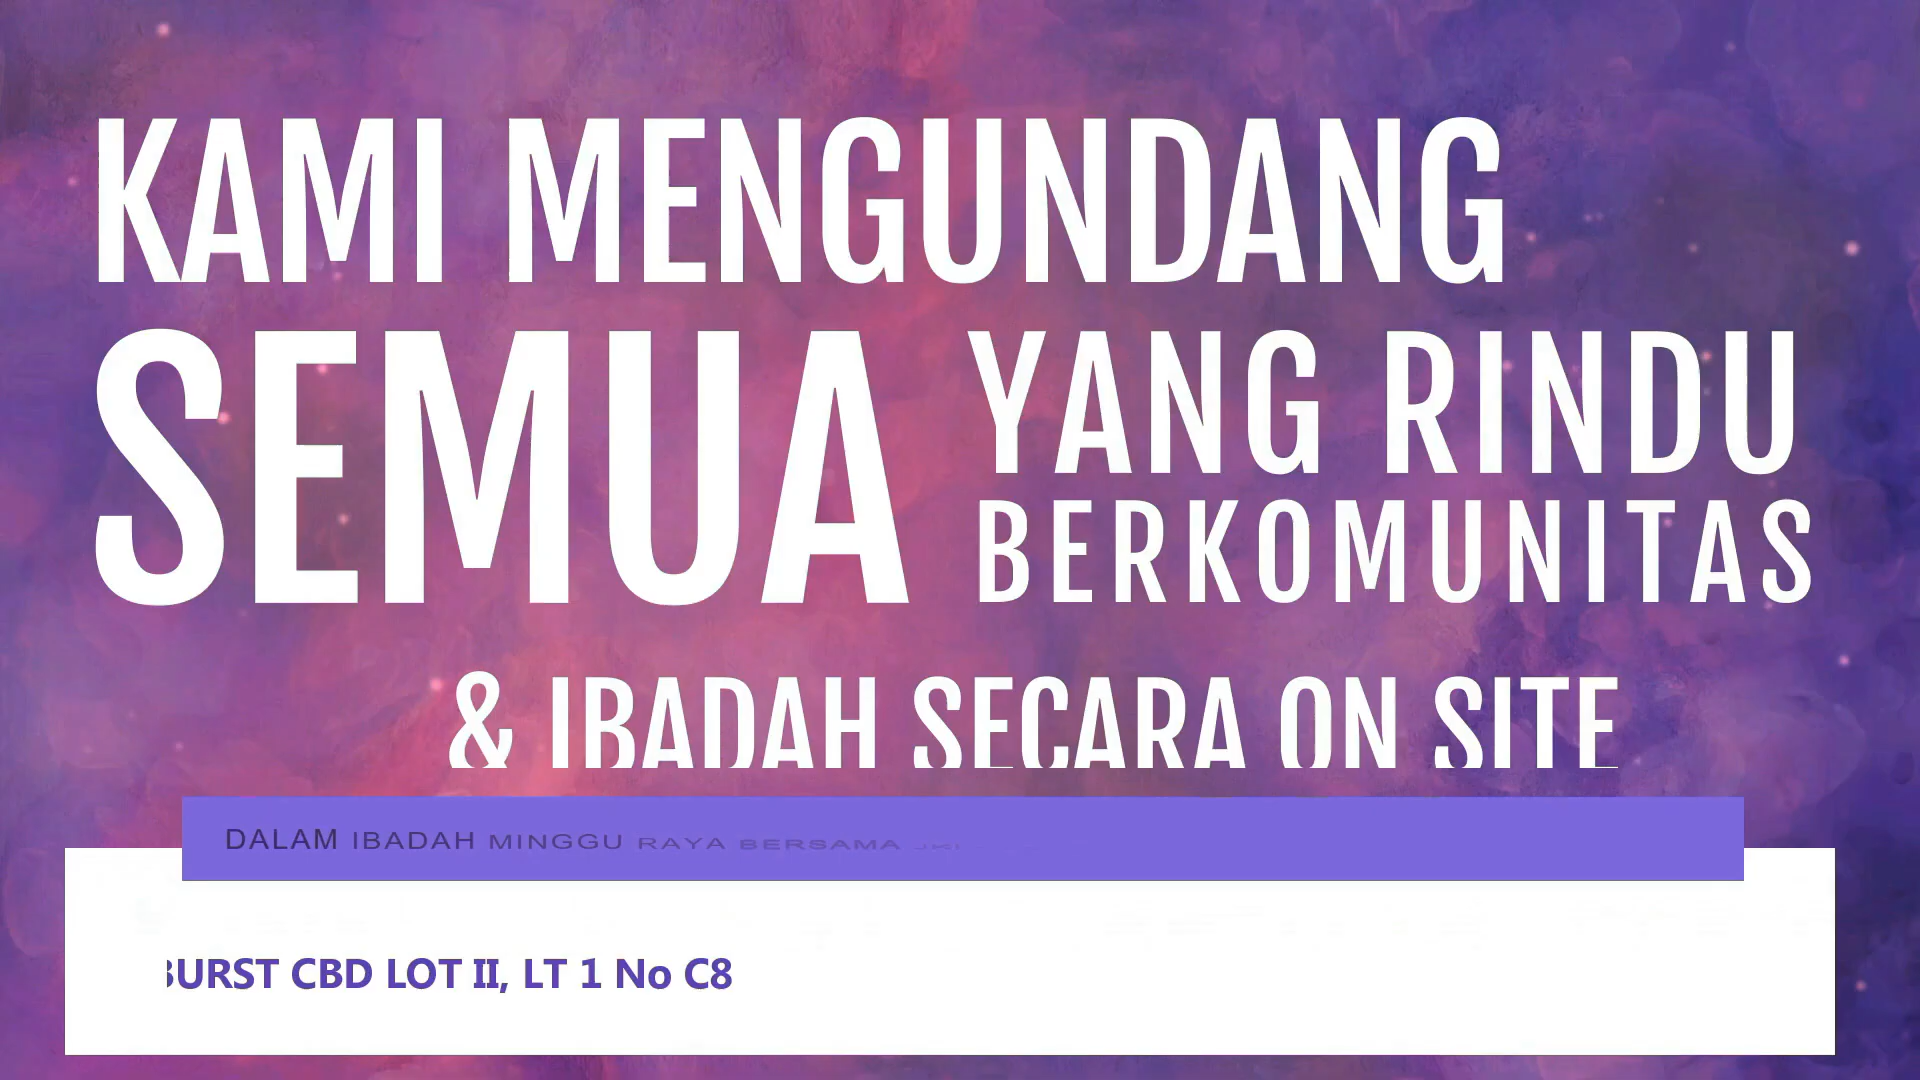 KAMI MENGUNDANG
SEMUA YANG RINDU
BERKOMUNITAS
& IBADAH SECARA ON SITE
DALAM IBADAH MINGGU RAYA BERSAMA
CBD LOT II, LT 1 No C8